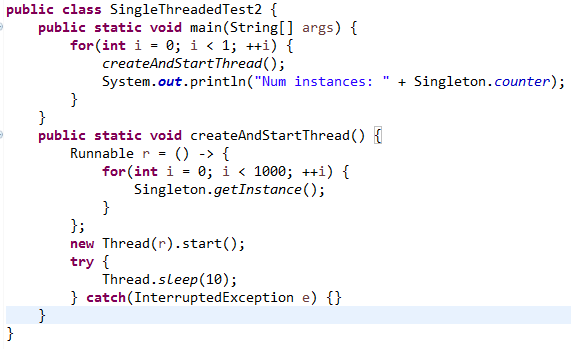 public class SingleThreadedTest2 {
    public static void main(String[] args) {
        for(int i = 0; i < 1; ++i) {
            createAndStartThread();
            System.out.println("Num instances: " + Singleton.counter);
        }
    }
    public static void createAndStartThread() {
        Runnable r = () -> {
            for(int i = 0; i < 1000; ++i) {
                Singleton.getInstance();
            }
        };
        new Thread(r).start();
        try {
            Thread.sleep(10);
        } catch(InterruptedException e) {}
    }
}